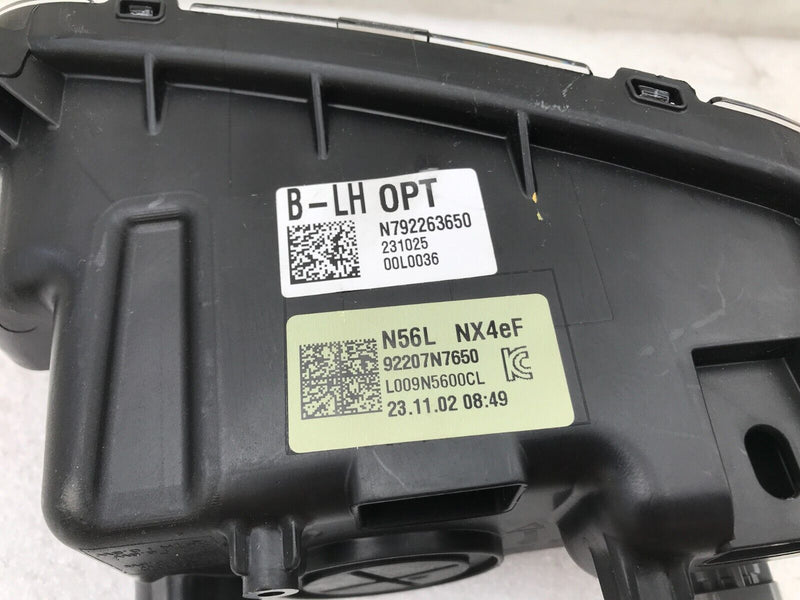 B-LH OPT
N792263650
231025
00L0036
N56L NX4eF
92207N7650
L009N5600CL
23.11.02 08:49